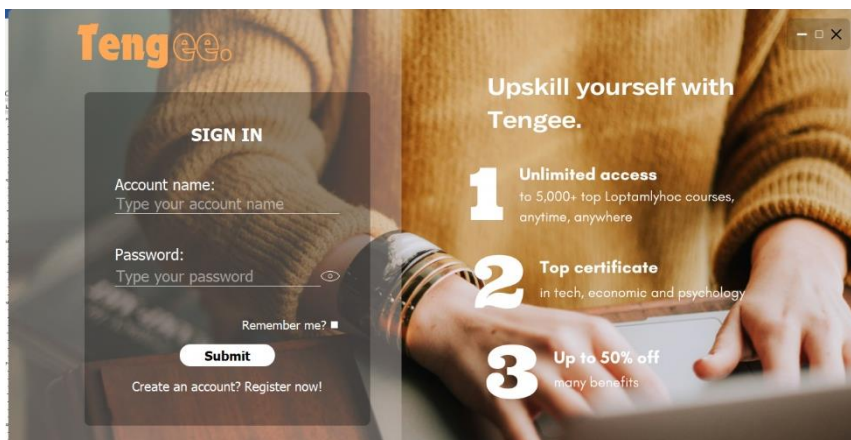 Tengee.
SIGN IN
Account name:
Type your account name
Password:
Type your password
Remember me?
Submit
Create an account? Register now!
Upskill yourself with
Tengee.
1
Unlimited access
to 5,000+ top Loptamlyhoc courses,
anytime, anywhere
2
Top certificate
in tech, economic and psychology
3
Up to 50% off
many benefits